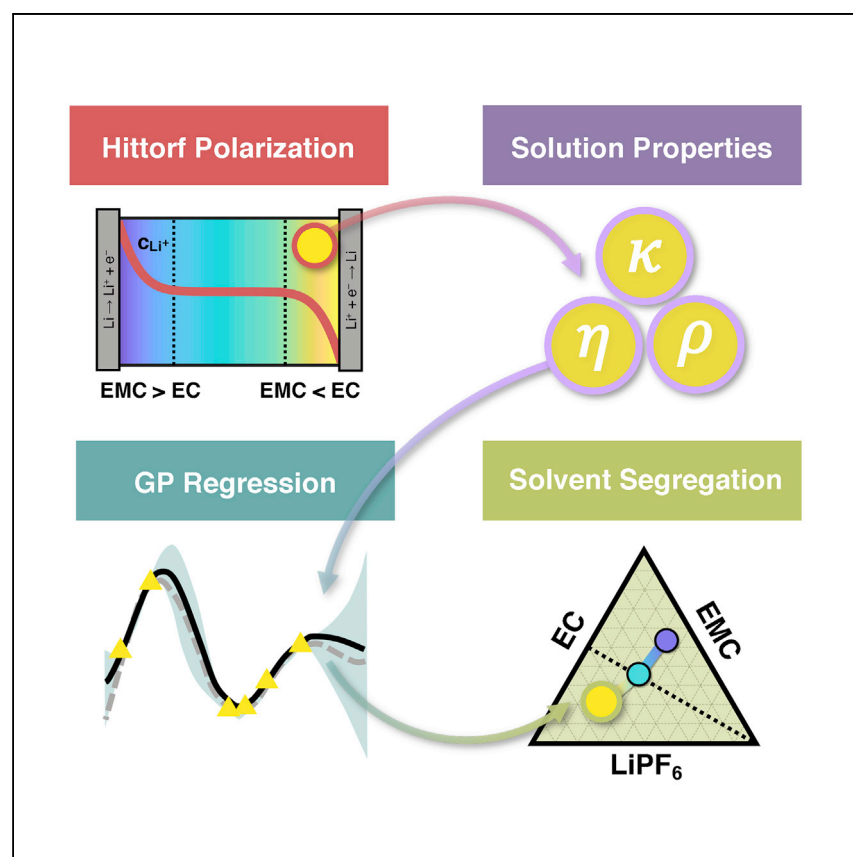 Hittorf Polarization
Solution Properties
Li → Li⁺ + e⁻
c_Li⁺
Li⁺ + e⁻ → Li
EMC > EC
EMC < EC
κ
η
ρ
GP Regression
Solvent Segregation
EC
EMC
LiPF₆